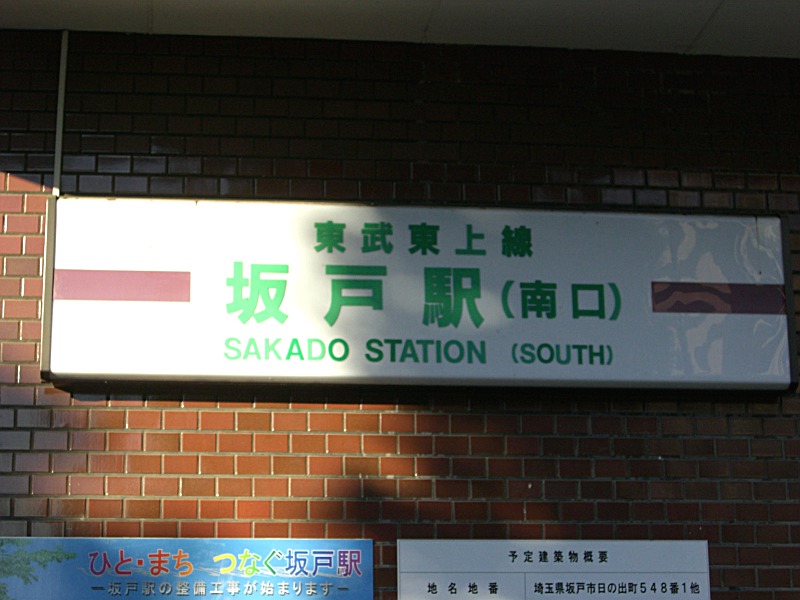 東武東上線
坂戸駅(南口)
SAKADO STATION (SOUTH)
ひと・まち つなぐ坂戸駅
ー坂戸駅の整備工事が始まりますー
予定建築物概要
地名地番 埼玉県坂戸市日の出町548番1他